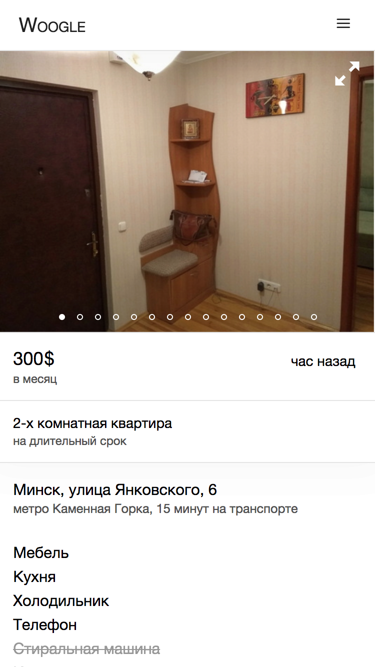 Woogle
300$
час назад
в месяц
2-х комнатная квартира
на длительный срок
Минск, улица Янковского, 6
метро Каменная Горка, 15 минут на транспорте
Мебель
Кухня
Холодильник
Телефон
Стиральная машина